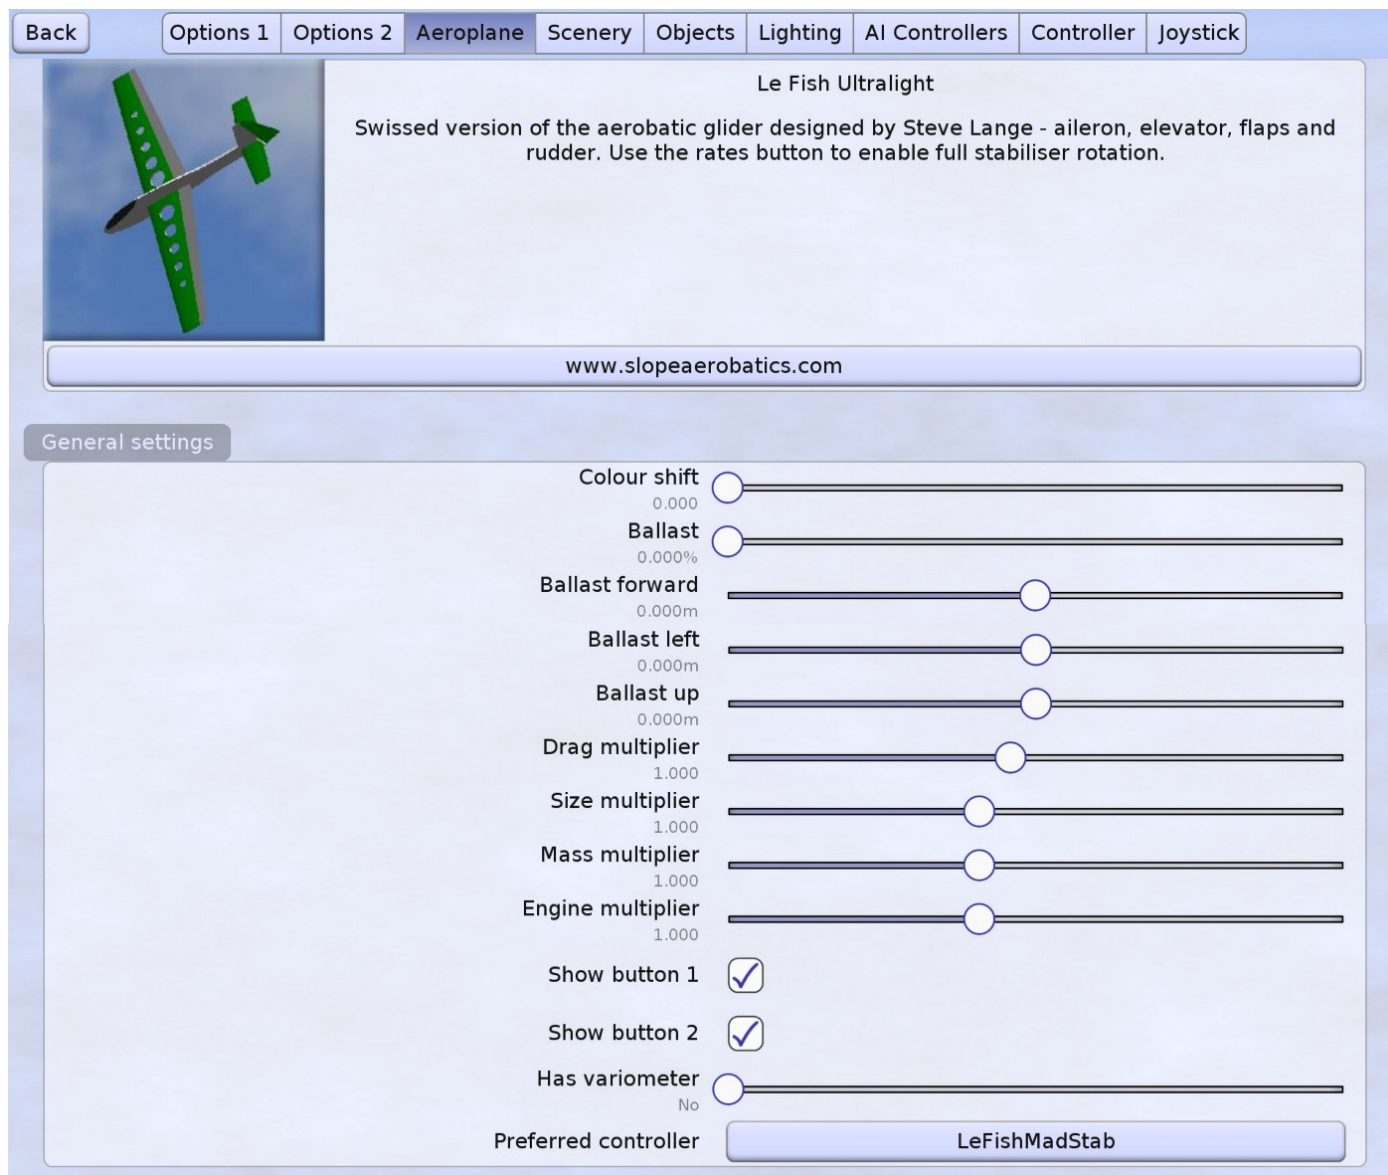 Back
Options 1
Options 2
Aeroplane
Scenery
Objects
Lighting
AI Controllers
Controller
Joystick
Le Fish Ultralight
Swissed version of the aerobatic glider designed by Steve Lange - aileron, elevator, flaps and
rudder. Use the rates button to enable full stabiliser rotation.
www.slopeaerobatics.com
General settings
Colour shift
0.000
Ballast
0.000%
Ballast forward
0.000m
Ballast left
0.000m
Ballast up
0.000m
Drag multiplier
1.000
Size multiplier
1.000
Mass multiplier
1.000
Engine multiplier
1.000
Show button 1
Show button 2
Has variometer
No
Preferred controller
LeFishMadStab